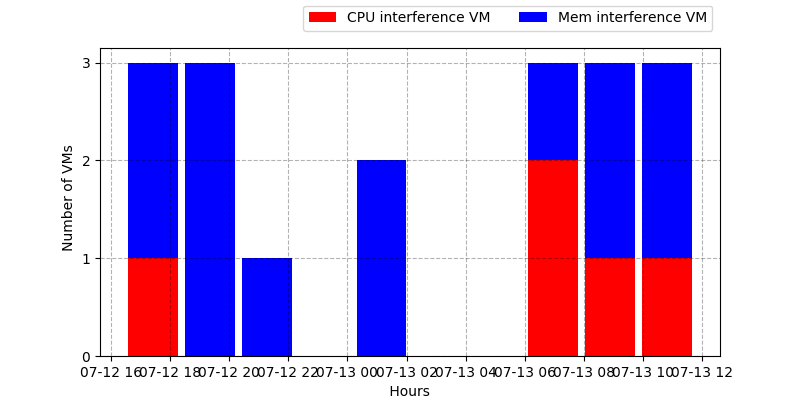 CPU interference VM Mem interference VM
3
2
1
0
Number of VMs
07-12 16 07-12 18 07-12 20 07-12 22 07-13 00 07-13 02 07-13 04 07-13 06 07-13 08 07-13 10 07-13 12
Hours